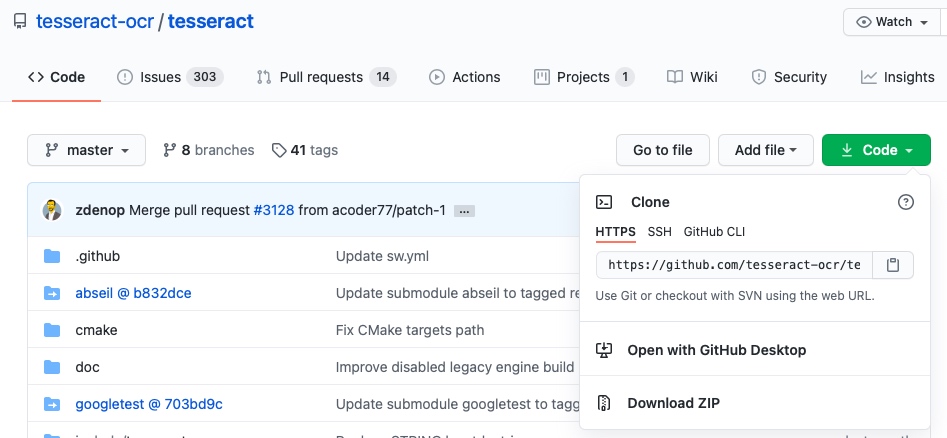 tesseract-ocr / tesseract
Watch
Code
Issues 303
Pull requests 14
Actions
Projects 1
Wiki
Security
Insights
master
8 branches
41 tags
Go to file
Add file
Code
zdenop Merge pull request #3128 from acoder77/patch-1 ...
.github Update sw.yml
abseil @ b832dce Update submodule abseil to tagged re
cmake Fix CMake targets path
doc Improve disabled legacy engine build
googletest @ 703bd9c Update submodule googletest to tagg
Clone
HTTPS SSH GitHub CLI
https://github.com/tesseract-ocr/te
Use Git or checkout with SVN using the web URL.
Open with GitHub Desktop
Download ZIP